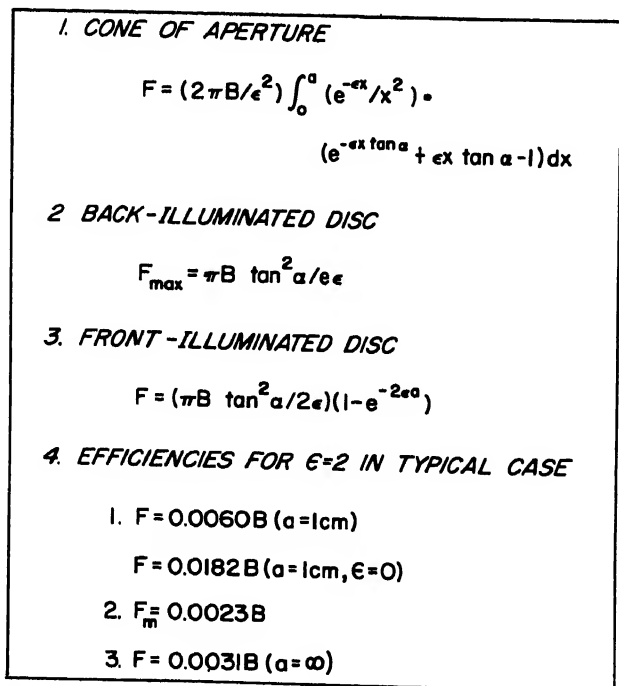 1. CONE OF APERTURE
F = (2πB/ϵ²) ∫₀ᵃ (e^-ϵx/x²) •
(e^-ϵx tan α + ϵx tan α -1) dx
2 BACK-ILLUMINATED DISC
F_max = πB tan²α/eϵ
3. FRONT-ILLUMINATED DISC
F = (πB tan²α/2ϵ)(1-e^-2ϵa)
4. EFFICIENCIES FOR ϵ=2 IN TYPICAL CASE
1. F = 0.0060B (a=1cm)
F = 0.0182B (a=1cm, ϵ=0)
2. F_m = 0.0023B
3. F = 0.0031B (a=∞)